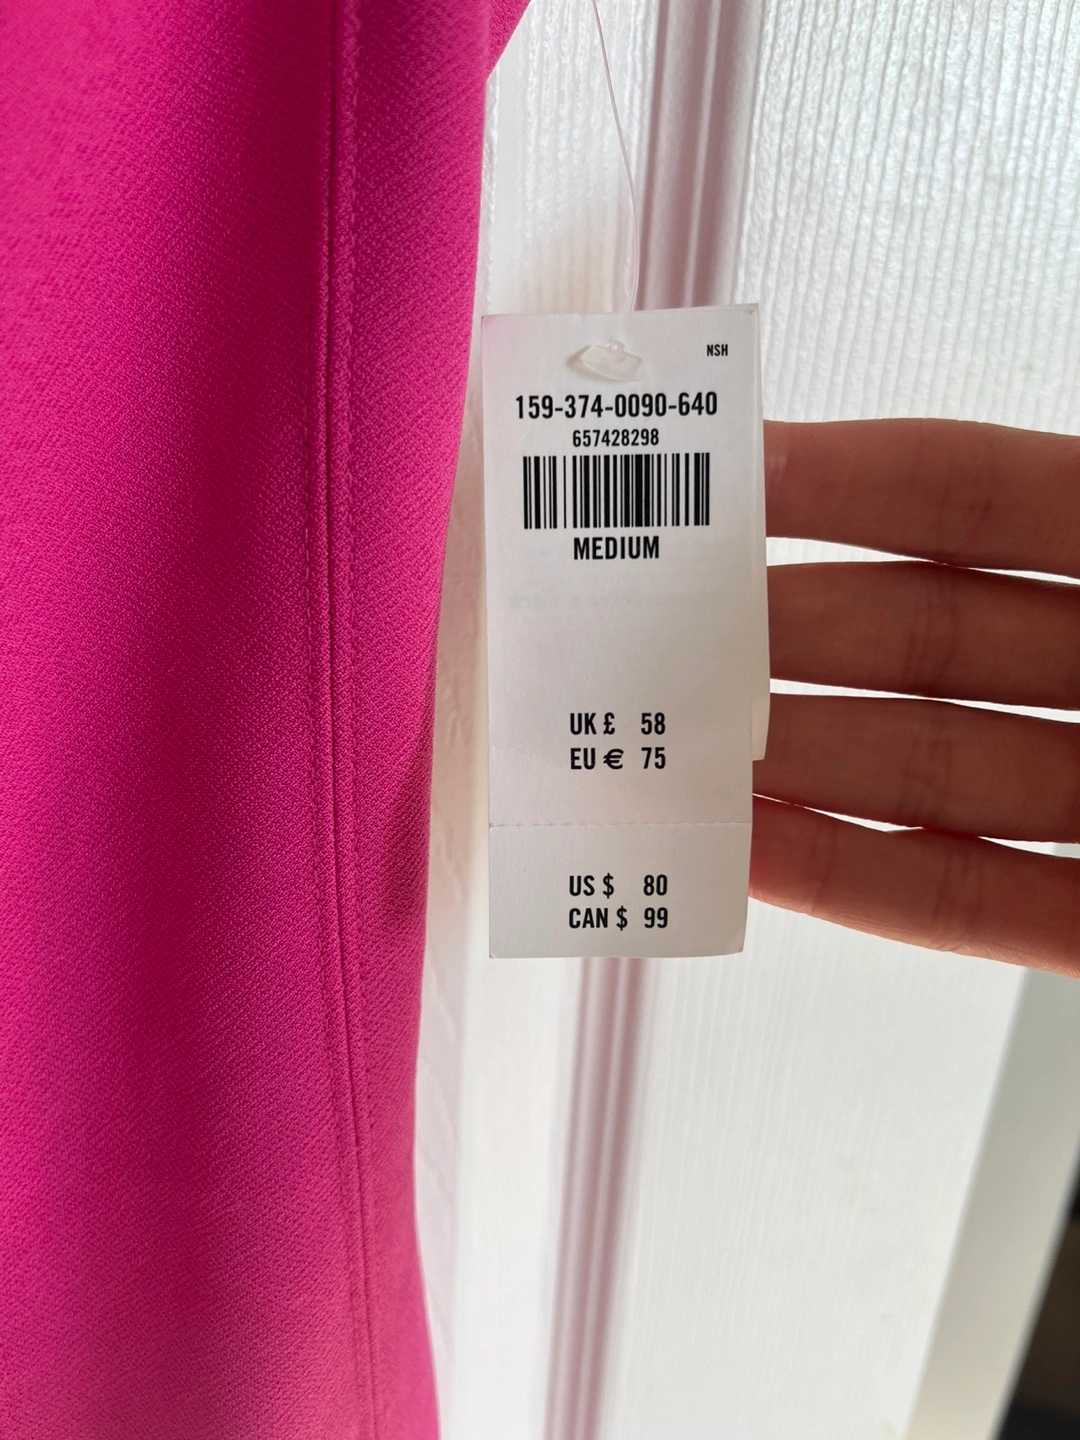 NSH
159-374-0090-640
657428298
MEDIUM
UK £ 58
EU € 75
US $ 80
CAN $ 99